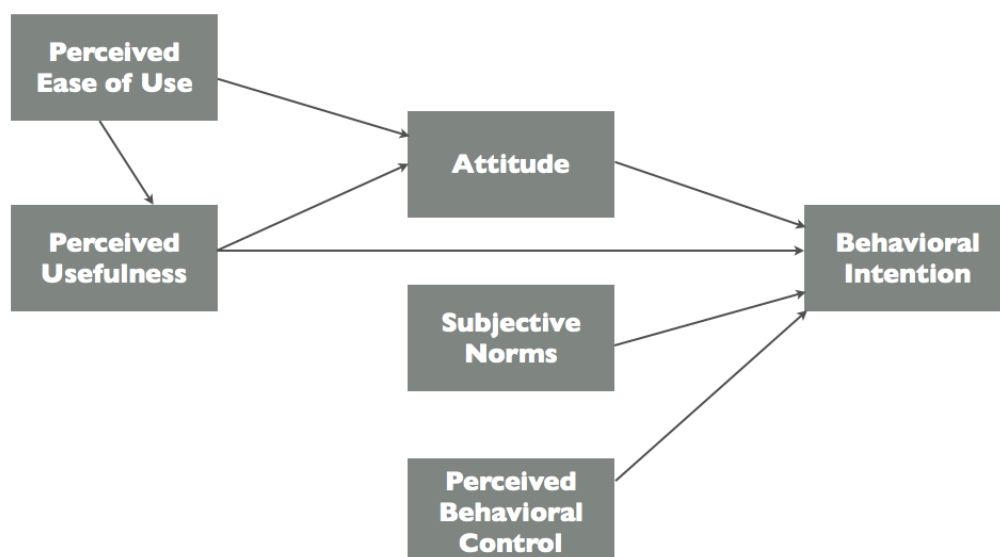 Perceived
Ease of Use
Attitude
Perceived
Usefulness
Behavioral
Intention
Subjective
Norms
Perceived
Behavioral
Control